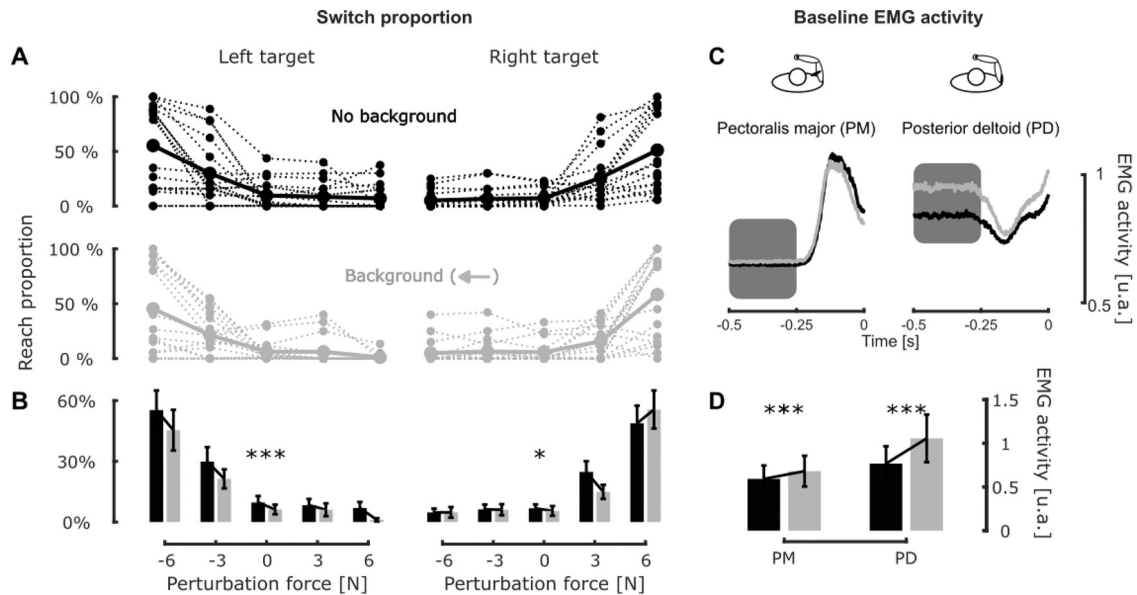 Switch proportion
Baseline EMG activity
A
Left target
Right target
C
100 %
50 %
0 %
No background
Pectoralis major (PM)
Posterior deltoid (PD)
Reach proportion
100 %
50 %
0 %
Background (
)
1
0.5
EMG activity [u.a.]
-0.5
-0.25
0
-0.5
-0.25
0
Time [s]
B
60%
30%
0%
***
*
-6
-3
0
3
6
-6
-3
0
3
6
Perturbation force [N]
Perturbation force [N]
D
***
***
1.5
1
0.5
0
EMG activity [u.a.]
PM
PD